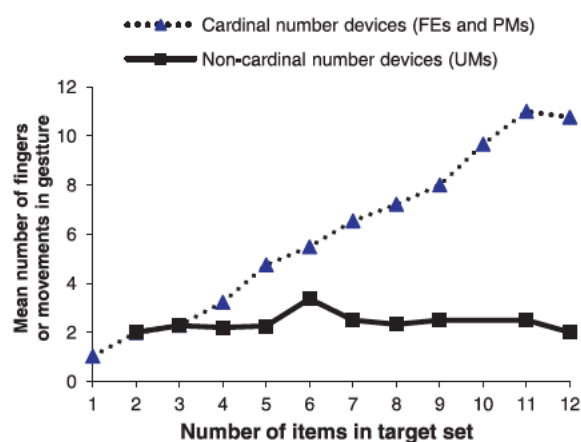 Cardinal number devices (FEs and PMs)
Non-cardinal number devices (UMs)
12
10
8
6
4
2
0
Mean number of fingers
or movements in gestture
1 2 3 4 5 6 7 8 9 10 11 12
Number of items in target set